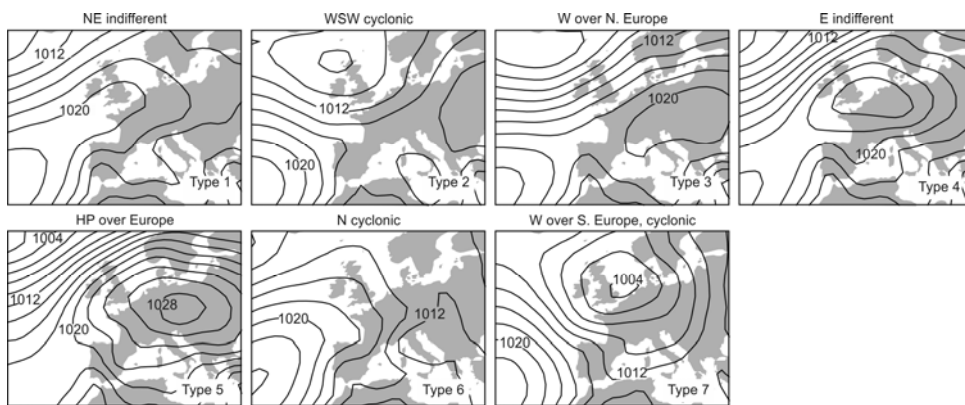 NE indifferent
WSW cyclonic
W over N. Europe
E indifferent
1012
1020
Type 1
1012
1020
Type 2
1012
1020
Type 3
1012
1020
Type 4
HP over Europe
N cyclonic
W over S. Europe, cyclonic
1004
1012
1028
1020
Type 5
1020
1012
Type 6
1004
1020
1012
Type 7